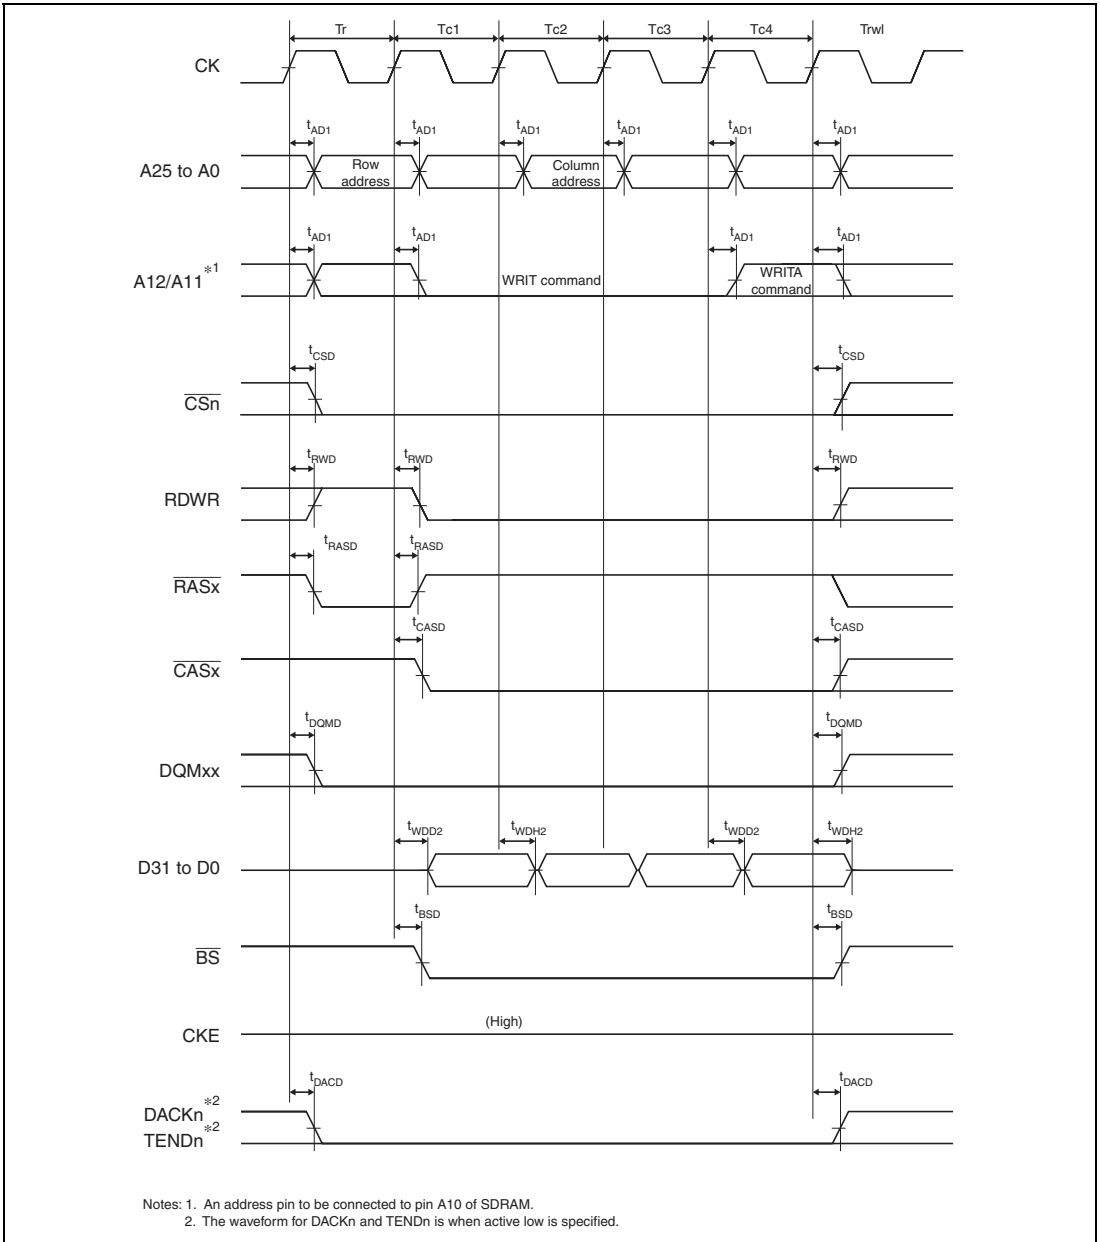 Tr Tc1 Tc2 Tc3 Tc4 Trwl
CK
tAD1 tAD1 tAD1 tAD1 tAD1 tAD1
A25 to A0
Row address
Column address
tAD1 tAD1 tAD1 tAD1
A12/A11*1
WRIT command
WRITA command
tCSD tCSD
CSn
tRWD tRWD tRWD
RDWR
tRASD tRASD
RASx
tCASD tCASD
CASx
tDQMD tDQMD
DQMxx
tWDD2 tWDH2 tWDD2 tWDH2
D31 to D0
tBSD tBSD
BS
(High)
CKE
tDACD tDACD
DACKn*2
TENDn*2
Notes: 1. An address pin to be connected to pin A10 of SDRAM.
2. The waveform for DACKn and TENDn is when active low is specified.